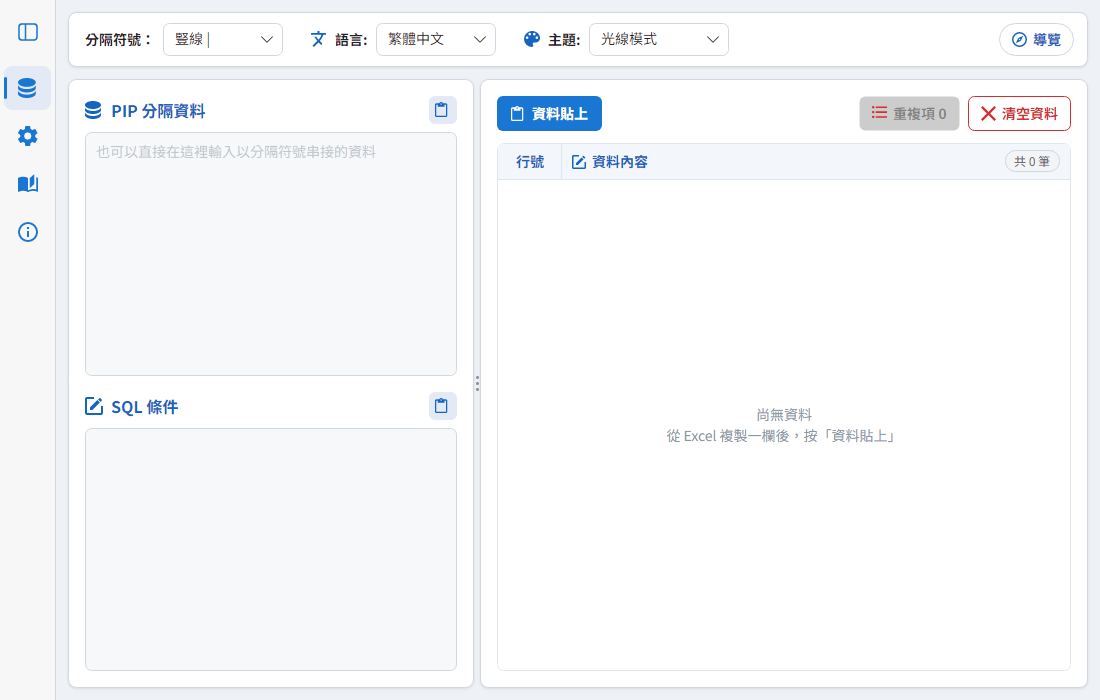 分隔符號： 豎線 | 語言: 繁體中文 主題: 光線模式 導覽
PIP 分隔資料
也可以直接在這裡輸入以分隔符號串接的資料
SQL 條件
資料貼上 重複項 0 清空資料
行號 資料內容 共 0 筆
尚無資料
從 Excel 複製一欄後，按「資料貼上」